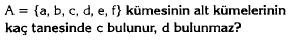 A = {a, b, c, d, e, f} kümesinin alt kümelerinin
kaç tanesinde c bulunur, d bulunmaz?